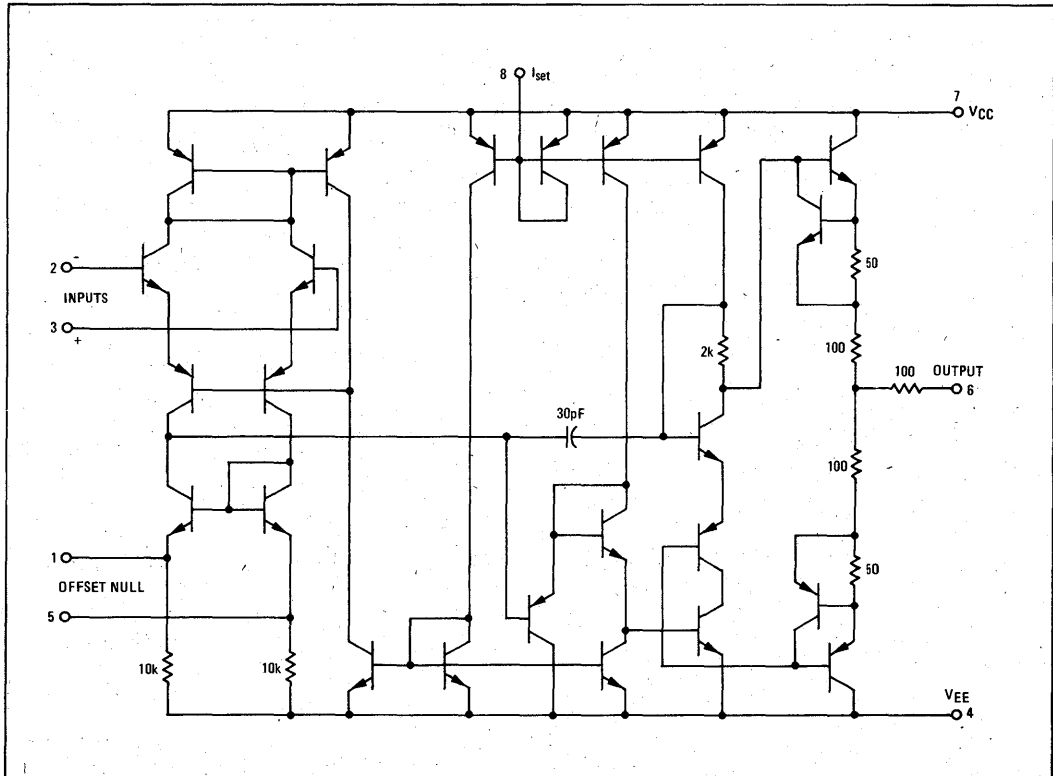 8 Iset
7
VCC
2 -
INPUTS
3
+
50
100
2k
100 OUTPUT
6
30pF
100
1
OFFSET NULL
5
50
10k
10k
VEE
4